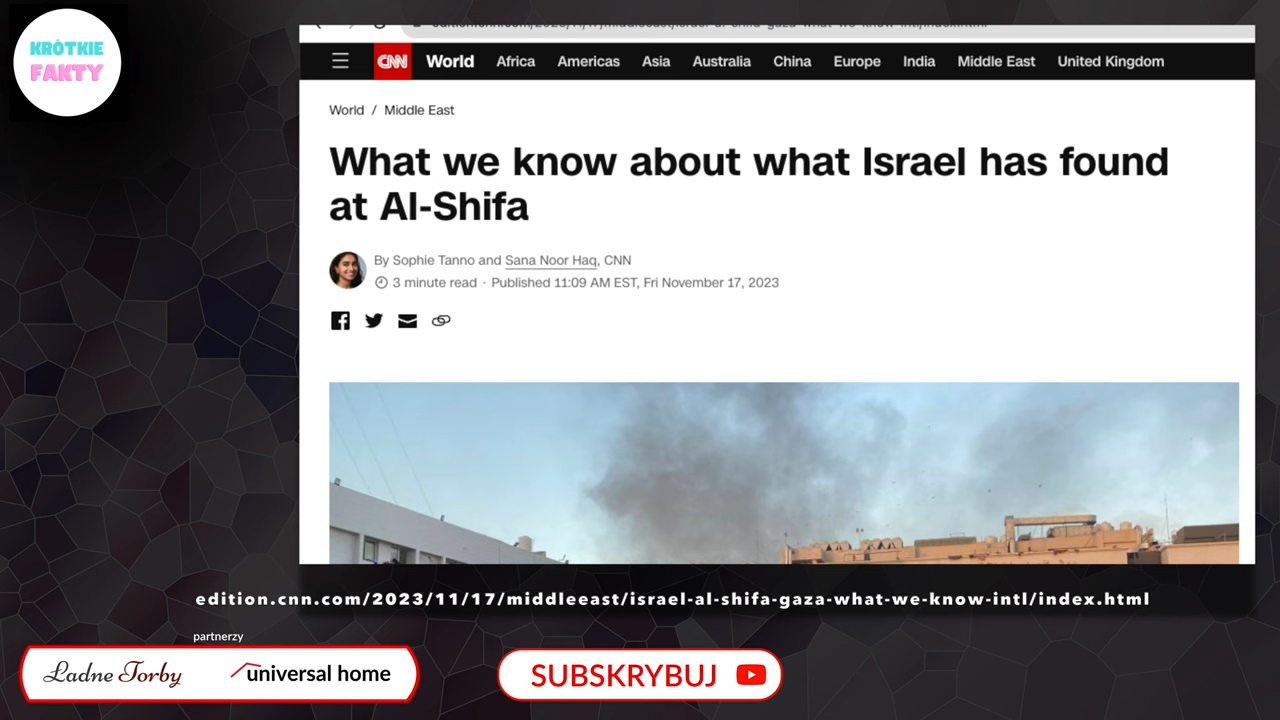 KRÓTKIE
FAKTY
CNN World Africa Americas Asia Australia China Europe India Middle East United Kingdom
World / Middle East
What we know about what Israel has found
at Al-Shifa
By Sophie Tanno and Sana Noor Haq, CNN
3 minute read · Published 11:09 AM EST, Fri November 17, 2023
edition.cnn.com/2023/11/17/middleeast/israel-al-shifa-gaza-what-we-know-intl/index.html
partnerzy
Ładne Torby universal home
SUBSKRYBUJ